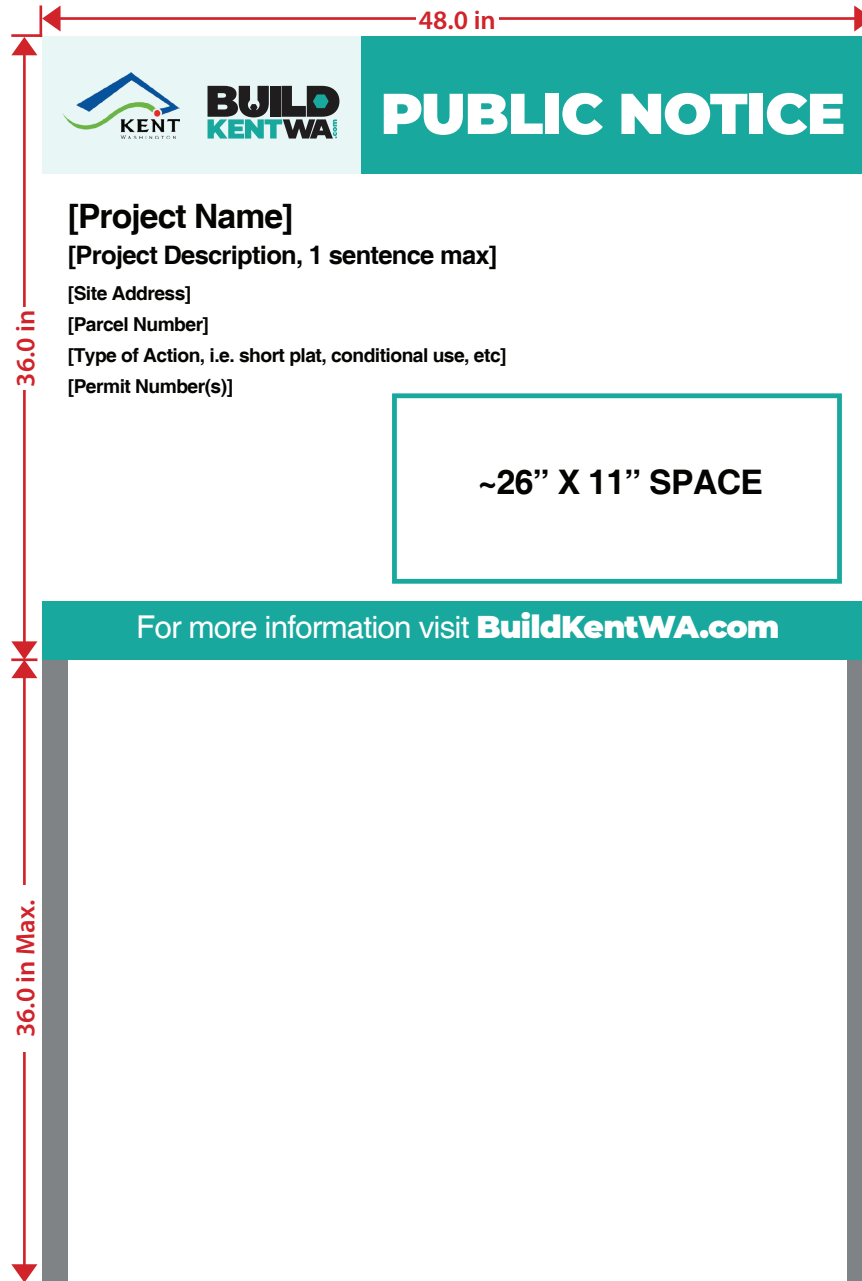 48.0 in
KENT
WASHINGTON
BUILD
KENTWA.com
PUBLIC NOTICE
[Project Name]
[Project Description, 1 sentence max]
[Site Address]
[Parcel Number]
[Type of Action, i.e. short plat, conditional use, etc]
[Permit Number(s)]
36.0 in
~26” X 11” SPACE
For more information visit BuildKentWA.com
36.0 in Max.